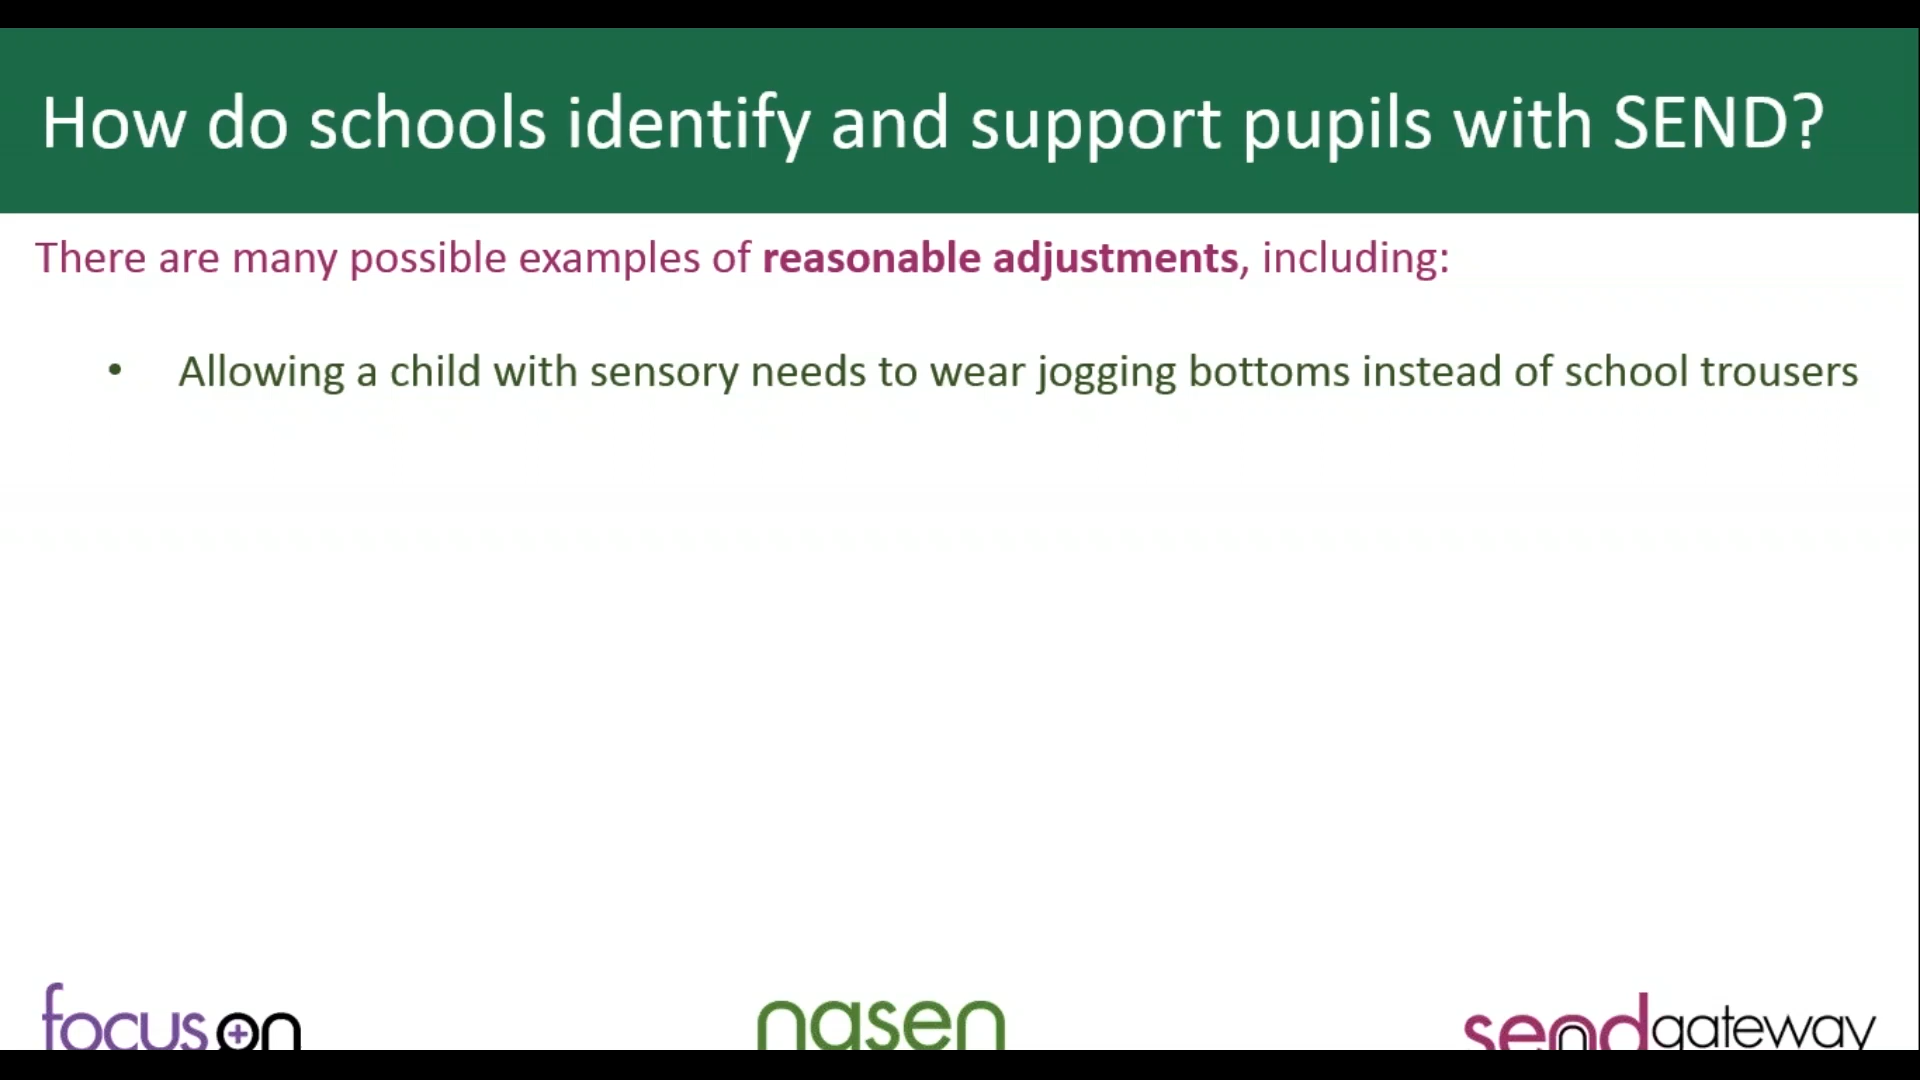 How do schools identify and support pupils with SEND?
There are many possible examples of reasonable adjustments, including:
• Allowing a child with sensory needs to wear jogging bottoms instead of school trousers
focus on
nasen
sendgateway